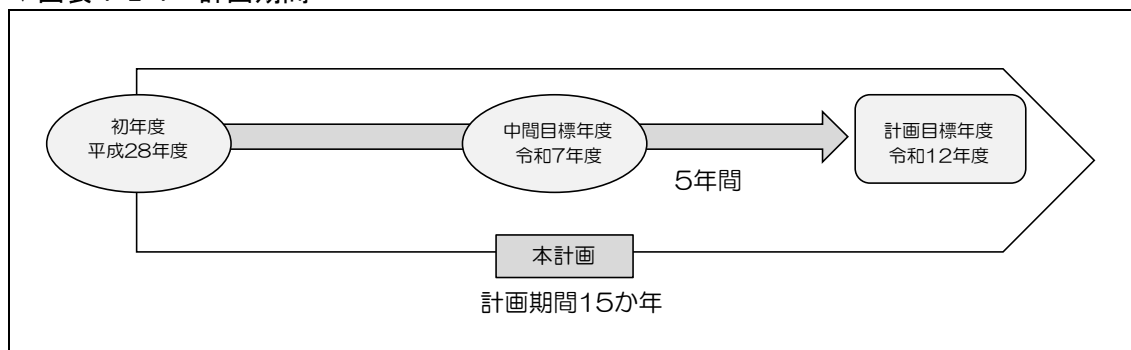 初年度
平成28年度
中間目標年度
令和7年度
計画目標年度
令和12年度
5年間
本計画
計画期間15か年